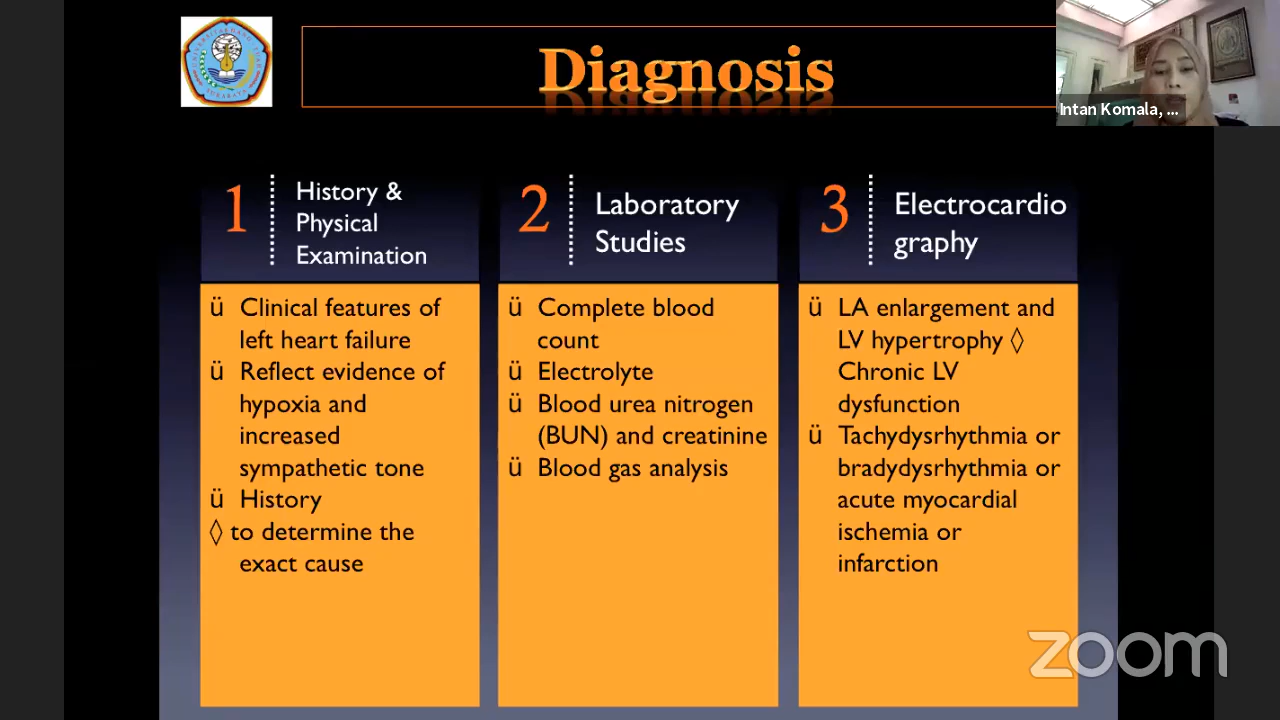 Diagnosis
Intan Komala, ...
1
History &
Physical
Examination
ü Clinical features of
left heart failure
ü Reflect evidence of
hypoxia and
increased
sympathetic tone
ü History
◊ to determine the
exact cause
2
Laboratory
Studies
ü Complete blood
count
ü Electrolyte
ü Blood urea nitrogen
(BUN) and creatinine
ü Blood gas analysis
3
Electrocardio
graphy
ü LA enlargement and
LV hypertrophy ◊
Chronic LV
dysfunction
ü Tachydysrhythmia or
bradydysrhythmia or
acute myocardial
ischemia or
infarction
zoom